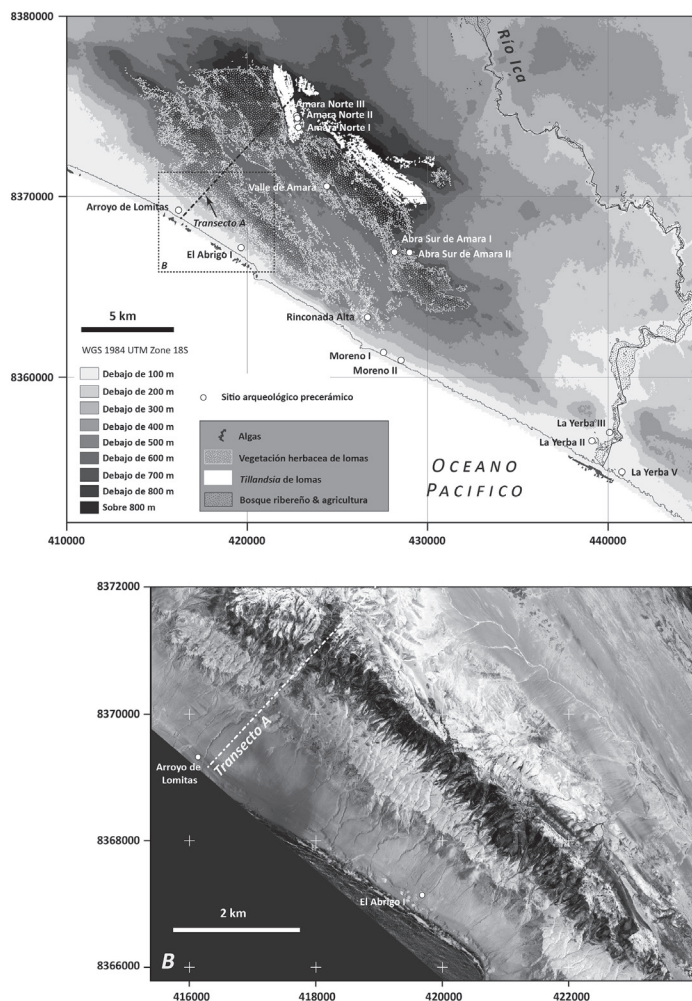 8380000
Río Ica
Amara Norte III
Amara Norte II
Amara Norte I
8370000
Valle de Amara
Arroyo de Lomitas
Transecto A
Abra Sur de Amara I
El Abrigo I
Abra Sur de Amara II
B
5 km
Rinconada Alta
WGS 1984 UTM Zone 18S
Moreno I
8360000
Moreno II
Debajo de 100 m
Debajo de 200 m
Debajo de 300 m
Debajo de 400 m
Debajo de 500 m
Debajo de 600 m
Debajo de 700 m
Debajo de 800 m
Sobre 800 m
Sitio arqueológico precerámico
Algas
Vegetación herbacea de lomas
Tillandsia de lomas
Bosque ribereño & agricultura
La Yerba III
La Yerba II
OCEANO
PACIFICO
La Yerba V
410000 420000 430000 440000
8372000
8370000
Transecto A
Arroyo de
Lomitas
8368000
El Abrigo I
2 km
B
8366000
416000 418000 420000 422000